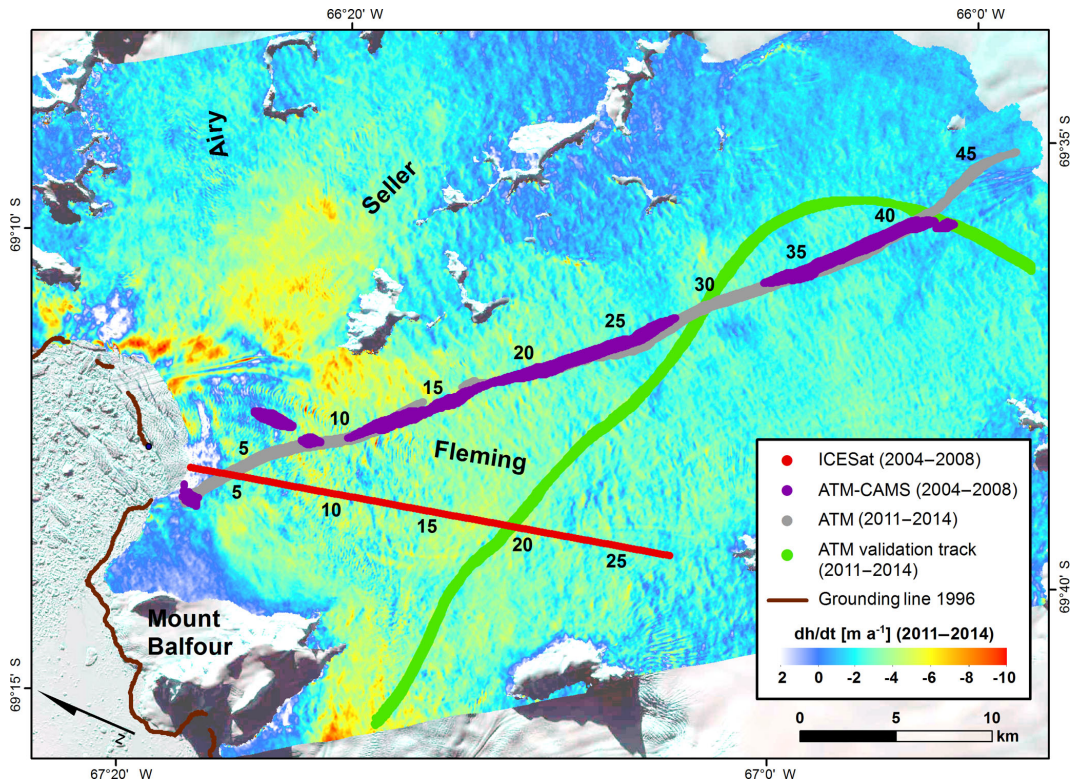 66°20' W
66°0' W
69°35' S
69°10' S
Airy
Seller
45
40
35
30
25
20
15
10
5
Fleming
5
10
15
20
25
69°40' S
69°15' S
Mount
Balfour
N
ICESat (2004–2008)
ATM-CAMS (2004–2008)
ATM (2011–2014)
ATM validation track
(2011–2014)
Grounding line 1996
dh/dt [m a⁻¹] (2011–2014)
2 0 -2 -4 -6 -8 -10
0 5 10
km
67°20' W
67°0' W